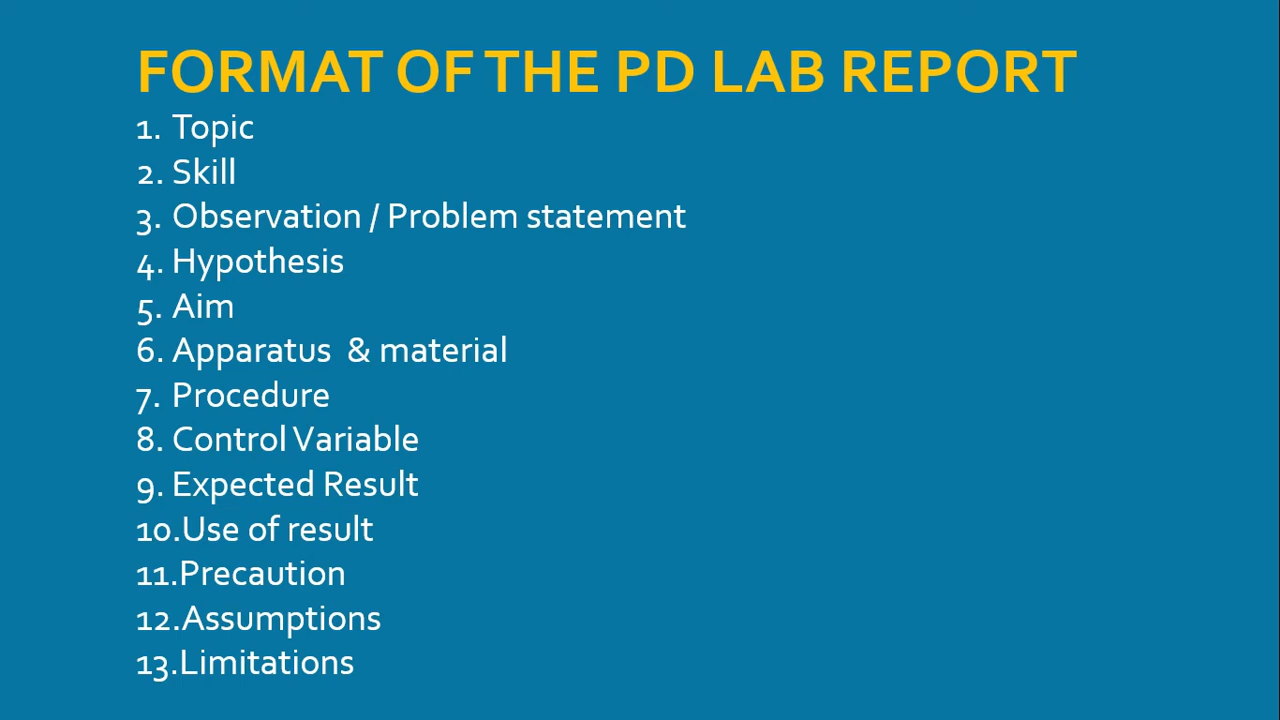 FORMAT OF THE PD LAB REPORT
1. Topic
2. Skill
3. Observation / Problem statement
4. Hypothesis
5. Aim
6. Apparatus & material
7. Procedure
8. Control Variable
9. Expected Result
10.Use of result
11.Precaution
12.Assumptions
13.Limitations